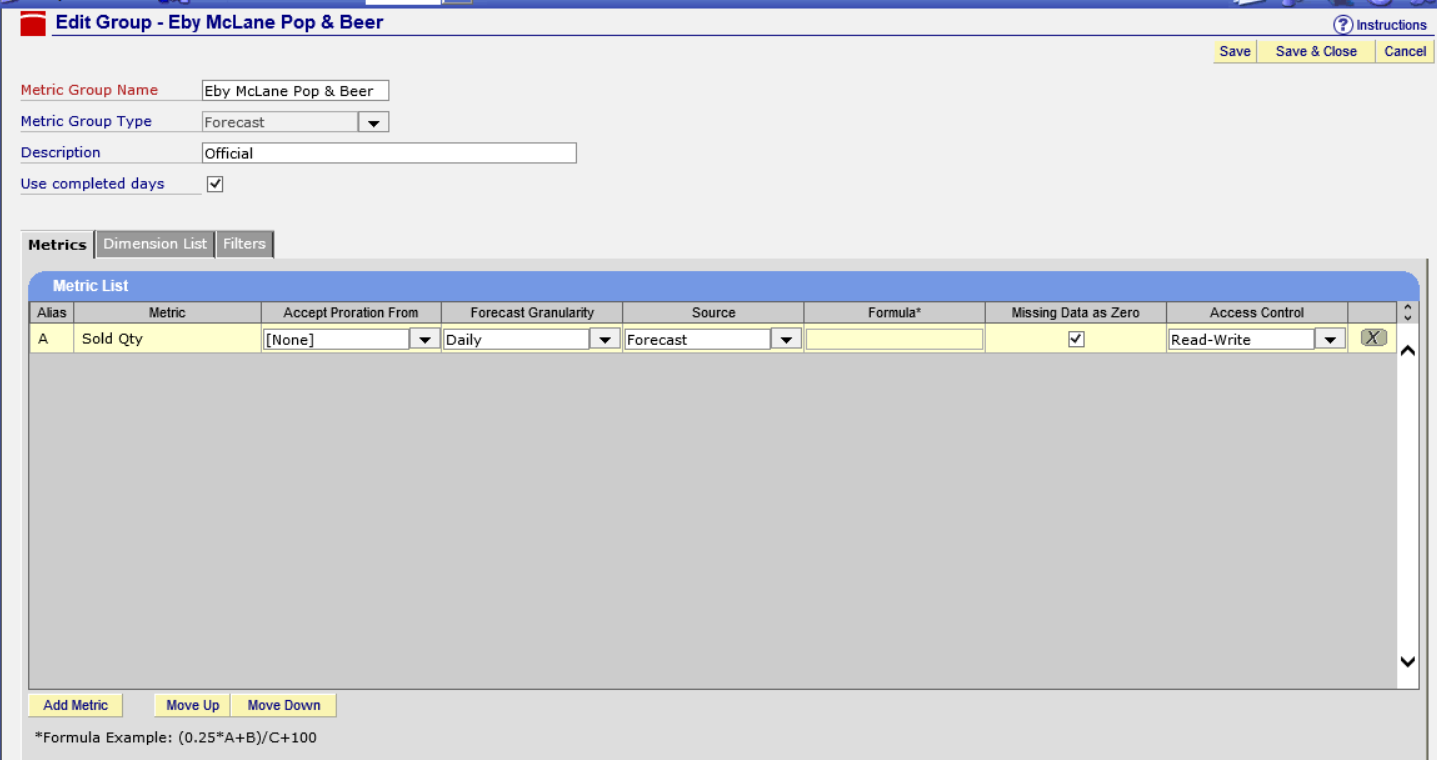 Edit Group - Eby McLane Pop & Beer
? Instructions
Save Save & Close Cancel
Metric Group Name Eby McLane Pop & Beer
Metric Group Type Forecast
Description Official
Use completed days
Metrics Dimension List Filters
Metric List
Alias Metric Accept Proration From Forecast Granularity Source Formula* Missing Data as Zero Access Control
A Sold Qty [None] Daily Forecast Read-Write X
Add Metric Move Up Move Down
*Formula Example: (0.25*A+B)/C+100